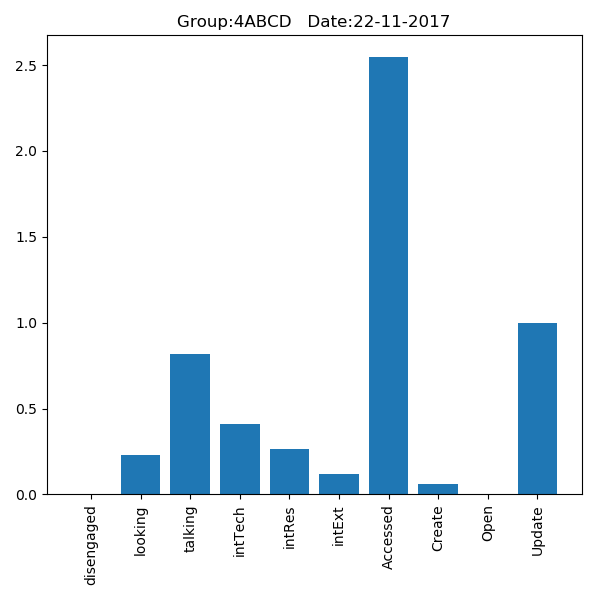 Group:4ABCD   Date:22-11-2017
2.5
2.0
1.5
1.0
0.5
0.0
disengaged
looking
talking
intTech
intRes
intExt
Accessed
Create
Open
Update